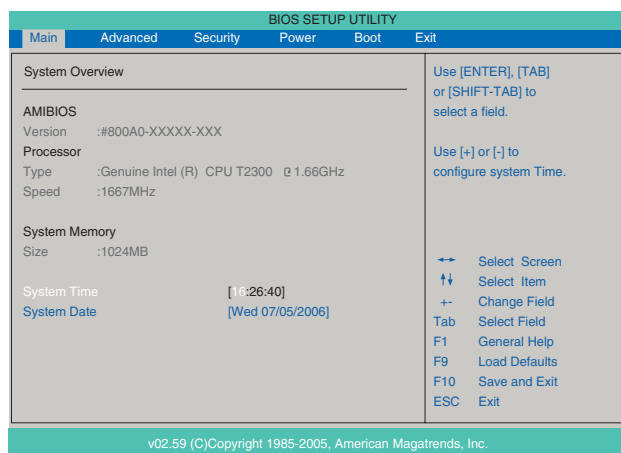 BIOS SETUP UTILITY
Main Advanced Security Power Boot Exit
System Overview
AMIBIOS
Version :#800A0-XXXXX-XXX
Processor
Type :Genuine Intel (R) CPU T2300 @ 1.66GHz
Speed :1667MHz
System Memory
Size :1024MB
System Time [16:26:40]
System Date [Wed 07/05/2006]
Use [ENTER], [TAB]
or [SHIFT-TAB] to
select a field.
Use [+] or [-] to
configure system Time.
←→ Select Screen
↑↓ Select Item
+- Change Field
Tab Select Field
F1 General Help
F9 Load Defaults
F10 Save and Exit
ESC Exit
v02.59 (C)Copyright 1985-2005, American Magatrends, Inc.